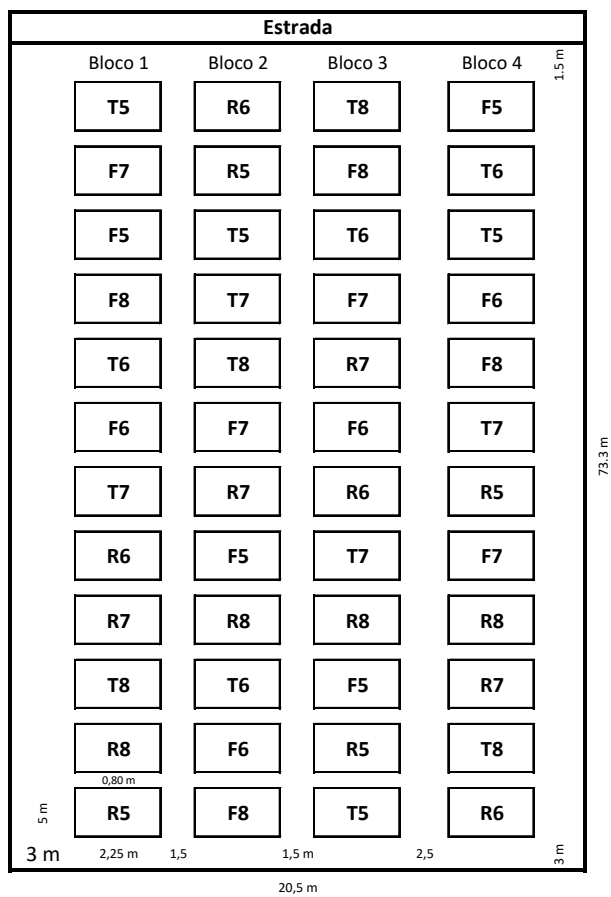 Estrada
Bloco 1 Bloco 2 Bloco 3 Bloco 4 1.5 m
T5 R6 T8 F5
F7 R5 F8 T6
F5 T5 T6 T5
F8 T7 F7 F6
T6 T8 R7 F8
F6 F7 F6 T7
73.3 m
T7 R7 R6 R5
R6 F5 T7 F7
R7 R8 R8 R8
T8 T6 F5 R7
R8 F6 R5 T8
0,80 m
5 m R5 F8 T5 R6
3 m 2,25 m 1,5 1,5 m 2,5 3 m
20,5 m